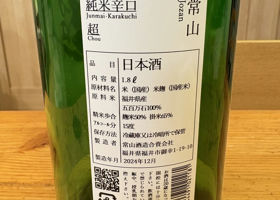 純米辛口
Junmai-Karakuchi
超
Chou
常山
Jozan
品目 日本酒
内容量 1.8ℓ
原材料名 米(国産) 米麹(国産米)
原料米 福井県産
五百万石100%
精米歩合 麹米50% 掛米65%
アルコール分 15度
保存方法 冷蔵庫又は冷暗所で保管
製造者 常山酒造合資会社
福井県福井市御幸1-19-10
製造年月 2024年12月